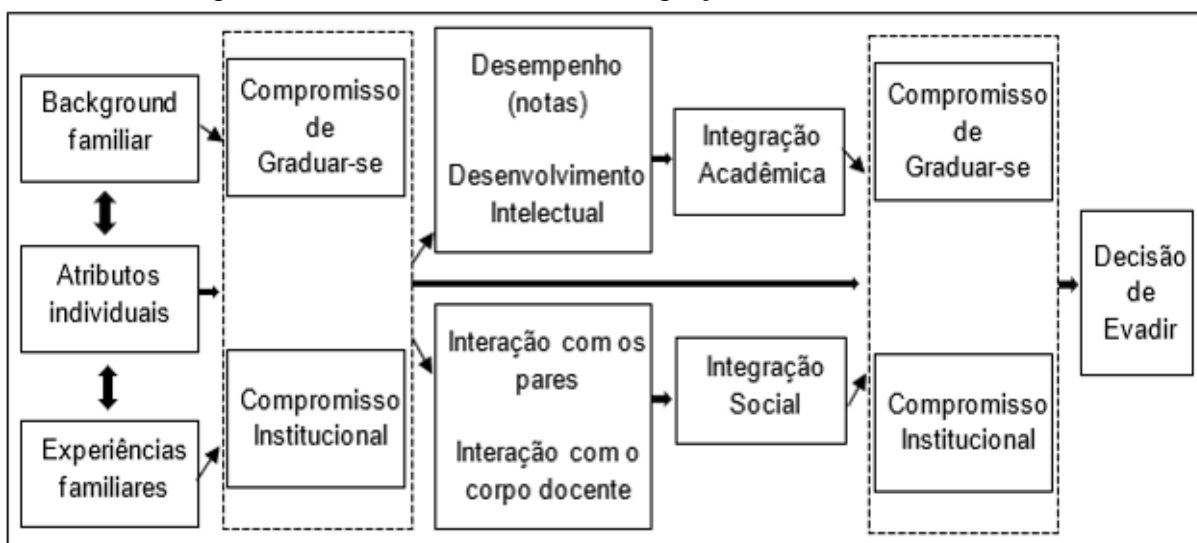 Background
familiar
Atributos
individuais
Experiências
familiares
Compromisso
de
Graduar-se
Compromisso
Institucional
Desempenho
(notas)
Desenvolvimento
Intelectual
Interação com os
pares
Interação com o
corpo docente
Integração
Acadêmica
Integração
Social
Compromisso
de
Graduar-se
Compromisso
Institucional
Decisão
de
Evadir